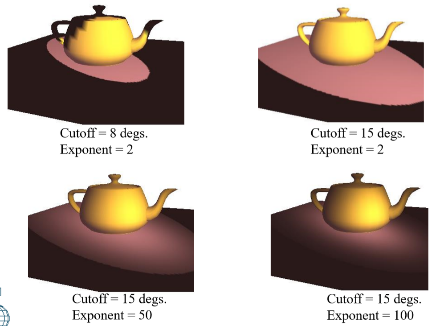 Cutoff = 8 degs.
Exponent = 2
Cutoff = 15 degs.
Exponent = 2
Cutoff = 15 degs.
Exponent = 50
Cutoff = 15 degs.
Exponent = 100